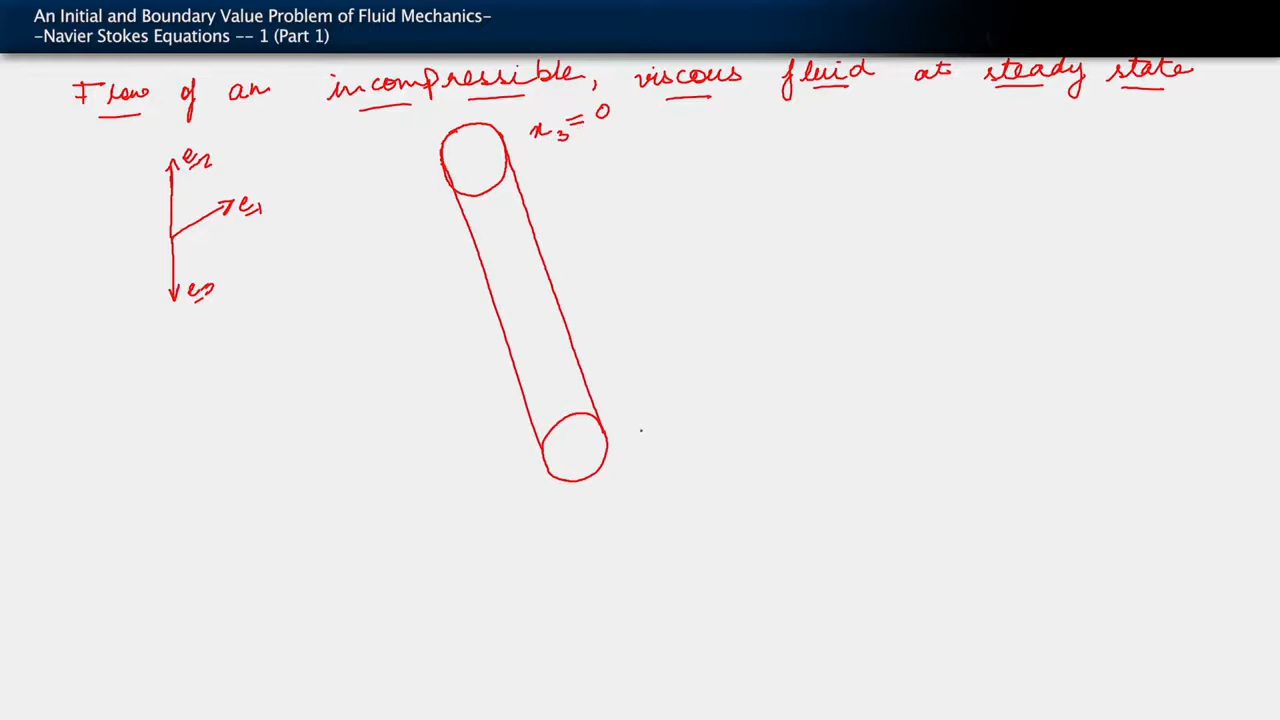 An Initial and Boundary Value Problem of Fluid Mechanics-
-Navier Stokes Equations -- 1 (Part 1)
Flow of an incompressible, viscous fluid at steady state
x₃ = 0
e₂
e₁
e₃